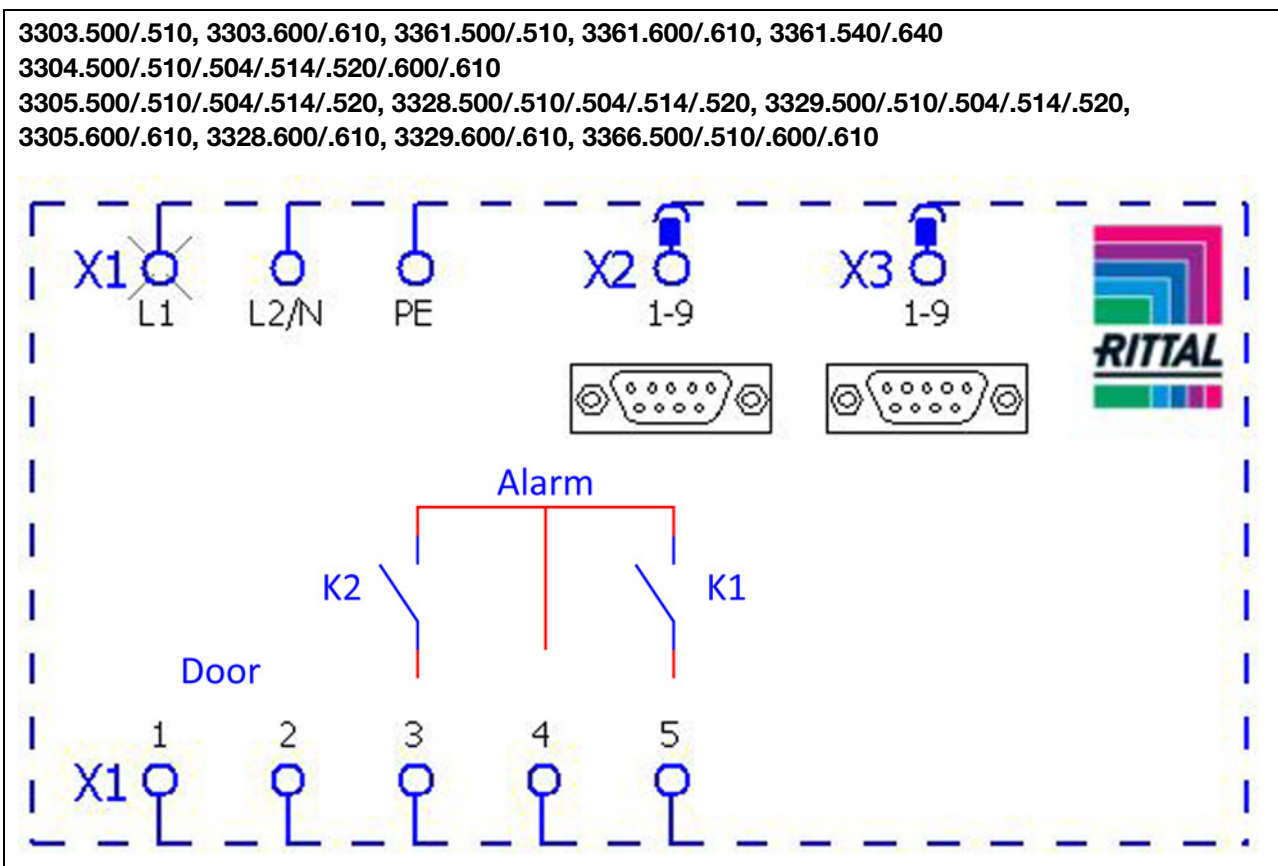 3303.500/.510, 3303.600/.610, 3361.500/.510, 3361.600/.610, 3361.540/.640
3304.500/.510/.504/.514/.520/.600/.610
3305.500/.510/.504/.514/.520, 3328.500/.510/.504/.514/.520, 3329.500/.510/.504/.514/.520,
3305.600/.610, 3328.600/.610, 3329.600/.610, 3366.500/.510/.600/.610
X1 X2 X3
L1 L2/N PE 1-9 1-9
RITTAL
Alarm
K2 K1
Door
1 2 3 4 5
X1